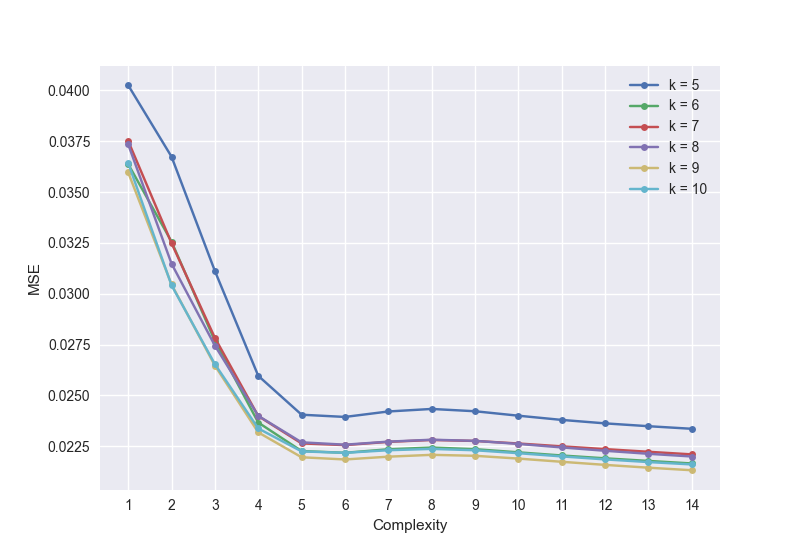 0.0400
0.0375
0.0350
0.0325
0.0300
0.0275
0.0250
0.0225
MSE
k = 5
k = 6
k = 7
k = 8
k = 9
k = 10
1 2 3 4 5 6 7 8 9 10 11 12 13 14
Complexity